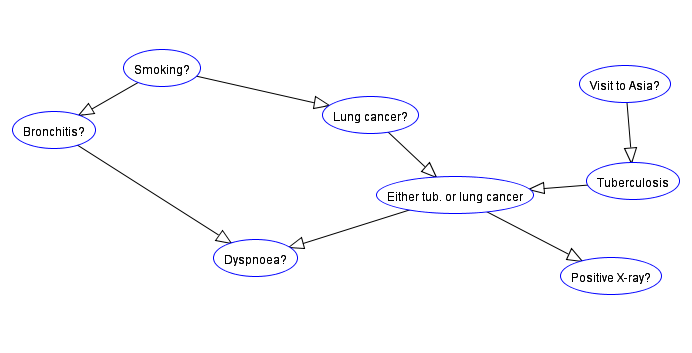 Smoking?
Visit to Asia?
Lung cancer?
Bronchitis?
Tuberculosis
Either tub. or lung cancer
Dyspnoea?
Positive X-ray?